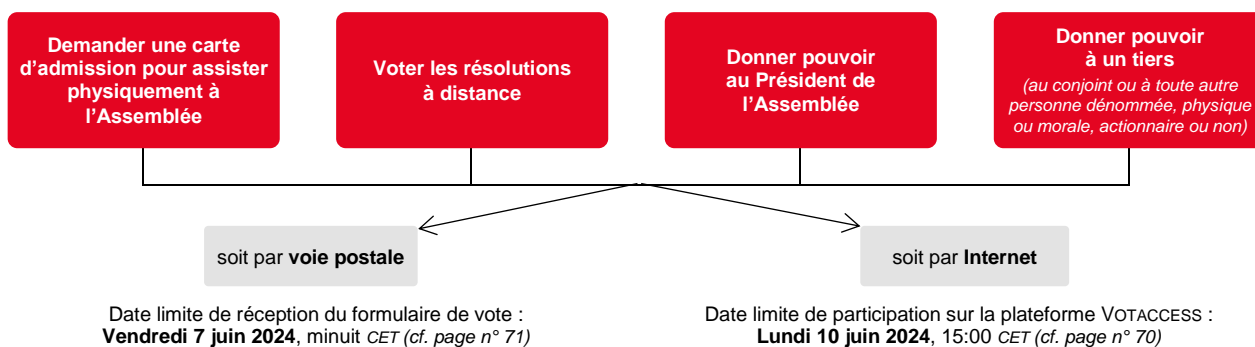 Demander une carte
d'admission pour assister
physiquement à
l'Assemblée
Voter les résolutions
à distance
Donner pouvoir
au Président de
l'Assemblée
Donner pouvoir
à un tiers
(au conjoint ou à toute autre
personne dénommée, physique
ou morale, actionnaire ou non)
soit par voie postale
soit par Internet
Date limite de réception du formulaire de vote :
Vendredi 7 juin 2024, minuit CET (cf. page n° 71)
Date limite de participation sur la plateforme VOTACCESS :
Lundi 10 juin 2024, 15:00 CET (cf. page n° 70)